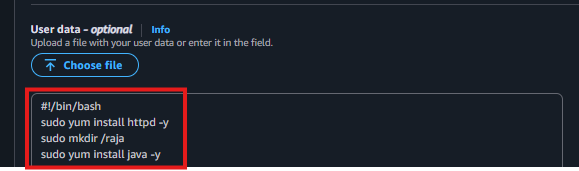 User data - optional | Info
Upload a file with your user data or enter it in the field.
Choose file
#!/bin/bash
sudo yum install httpd -y
sudo mkdir /raja
sudo yum install java -y